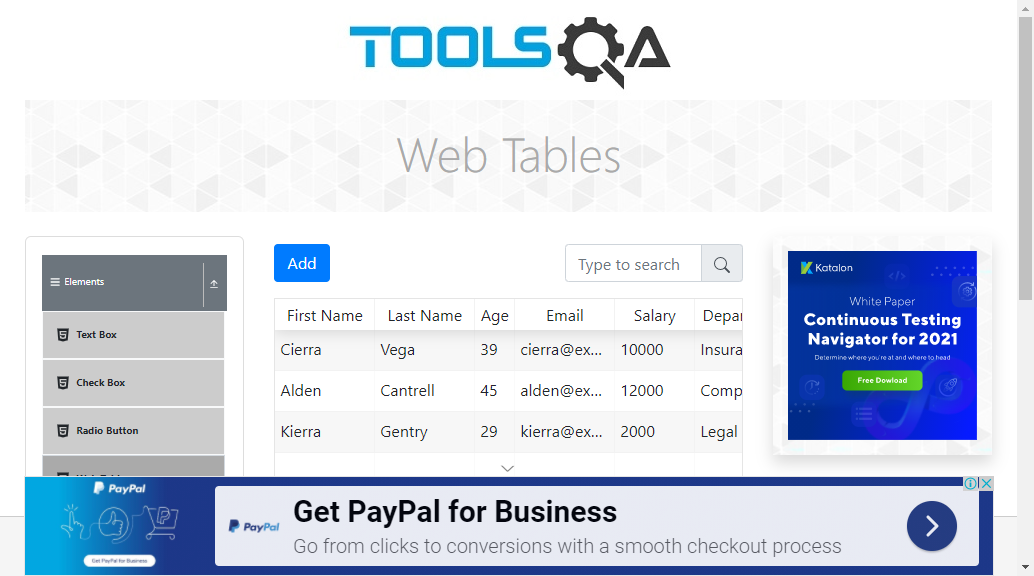 TOOLSQA
Web Tables
Elements
Text Box
Check Box
Radio Button
Add
Type to search
First Name Last Name Age Email Salary Depar
Cierra Vega 39 cierra@ex... 10000 Insura
Alden Cantrell 45 alden@ex... 12000 Comp
Kierra Gentry 29 kierra@ex... 2000 Legal
Katalon
White Paper
Continuous Testing
Navigator for 2021
Determine where you're at and where to head
Free Dowload
PayPal
Get PayPal for Business
PayPal
Get PayPal for Business
Go from clicks to conversions with a smooth checkout process